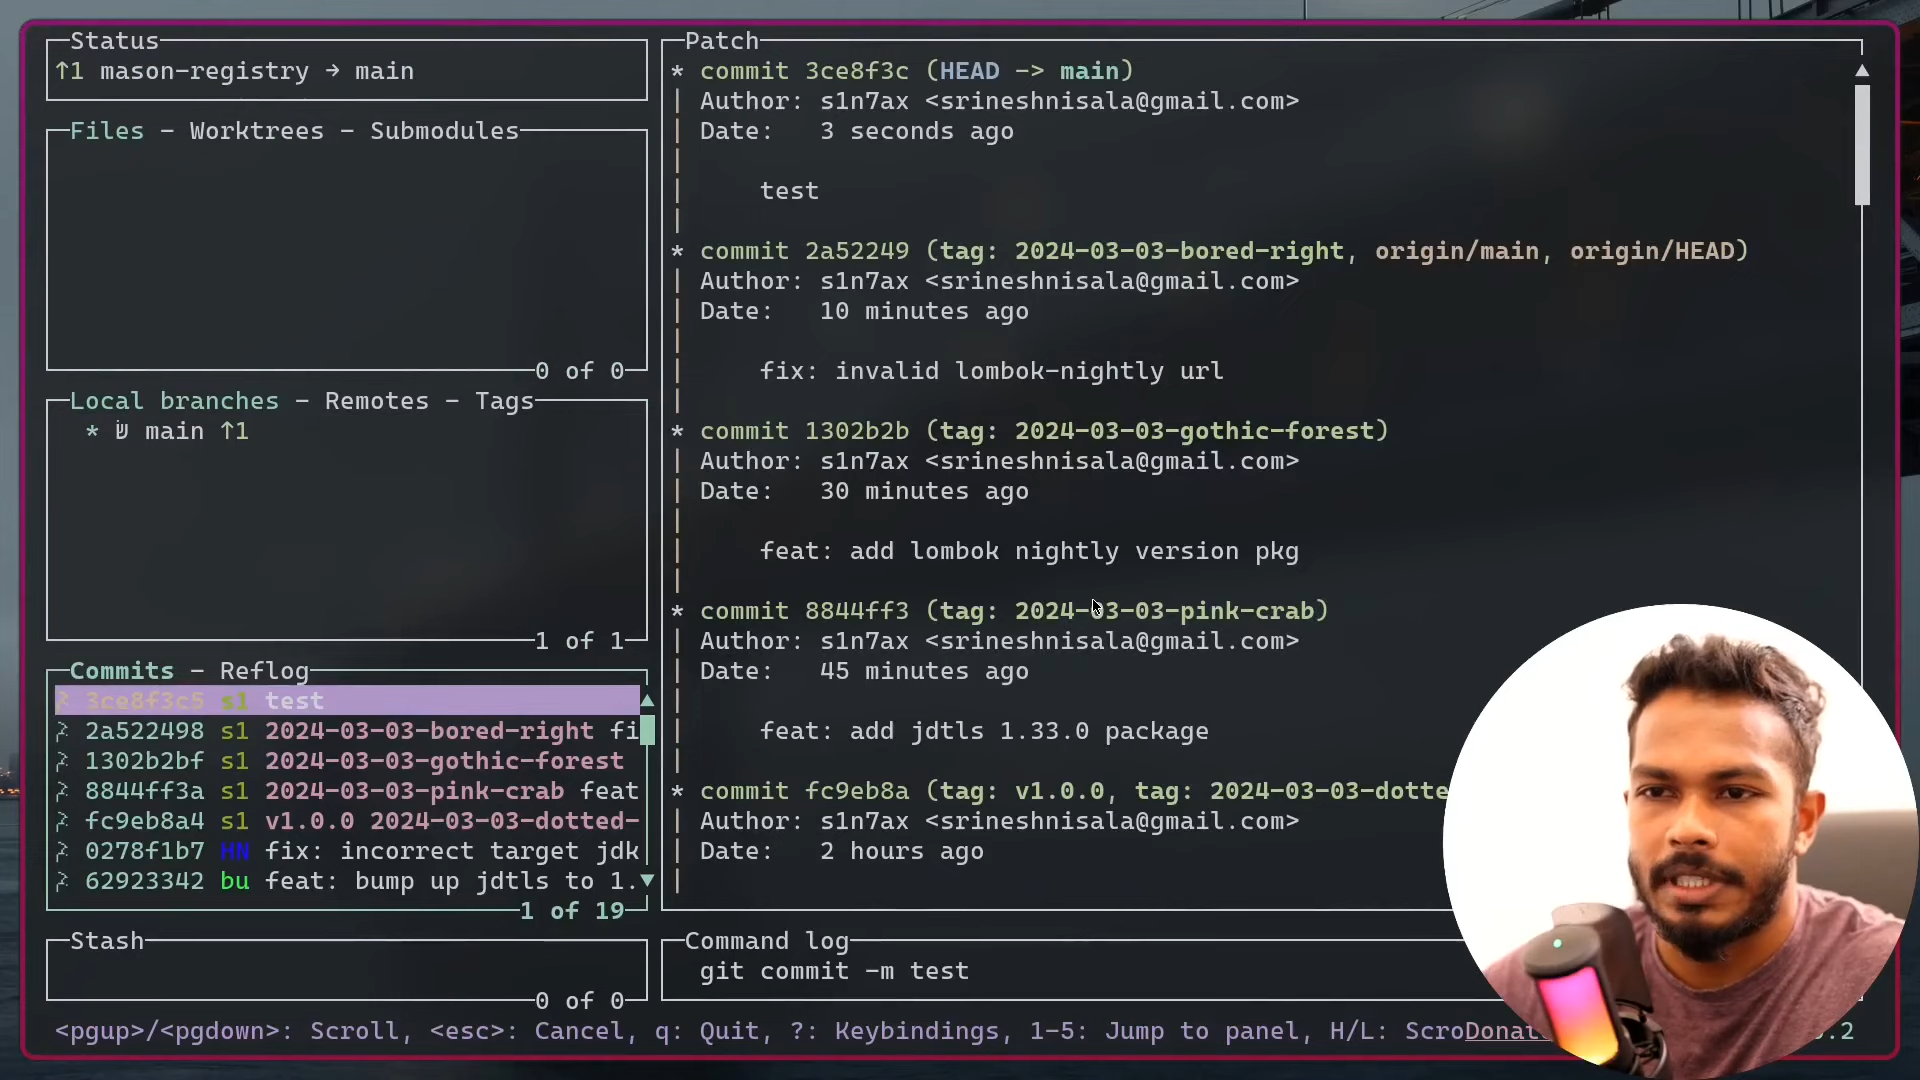 Status
↑1 mason-registry → main
Files - Worktrees - Submodules
0 of 0
Local branches - Remotes - Tags
* main ↑1
1 of 1
Commits - Reflog
3ce8f3c5 s1 test
2a522498 s1 2024-03-03-bored-right fi
1302b2bf s1 2024-03-03-gothic-forest
8844ff3a s1 2024-03-03-pink-crab feat
fc9eb8a4 s1 v1.0.0 2024-03-03-dotted-
0278f1b7 HN fix: incorrect target jdk
62923342 bu feat: bump up jdtls to 1.
1 of 19
Stash
0 of 0
Patch
* commit 3ce8f3c (HEAD -> main)
| Author: s1n7ax <srineshnisala@gmail.com>
| Date: 3 seconds ago
| test
* commit 2a52249 (tag: 2024-03-03-bored-right, origin/main, origin/HEAD)
| Author: s1n7ax <srineshnisala@gmail.com>
| Date: 10 minutes ago
| fix: invalid lombok-nightly url
* commit 1302b2b (tag: 2024-03-03-gothic-forest)
| Author: s1n7ax <srineshnisala@gmail.com>
| Date: 30 minutes ago
| feat: add lombok nightly version pkg
* commit 8844ff3 (tag: 2024-03-03-pink-crab)
| Author: s1n7ax <srineshnisala@gmail.com>
| Date: 45 minutes ago
| feat: add jdtls 1.33.0 package
* commit fc9eb8a (tag: v1.0.0, tag: 2024-03-03-dotte
| Author: s1n7ax <srineshnisala@gmail.com>
| Date: 2 hours ago
Command log
git commit -m test
<pgup>/<pgdown>: Scroll, <esc>: Cancel, q: Quit, ?: Keybindings, 1-5: Jump to panel, H/L: ScroDonat .2